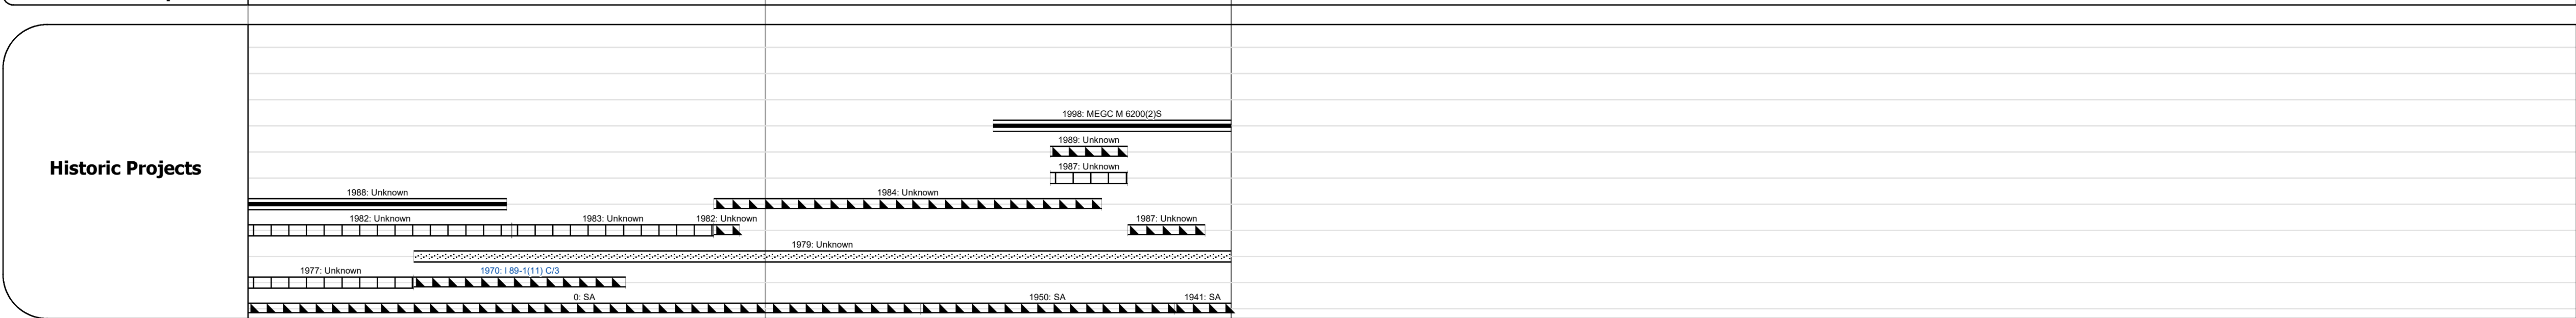 1998: MEGC M 6200(2)S
1989: Unknown
Historic Projects
1987: Unknown
1988: Unknown
1984: Unknown
1982: Unknown
1983: Unknown
1982: Unknown
1987: Unknown
1979: Unknown
1977: Unknown
1970: I 89-1(11) C/3
0: SA
1950: SA
1941: SA